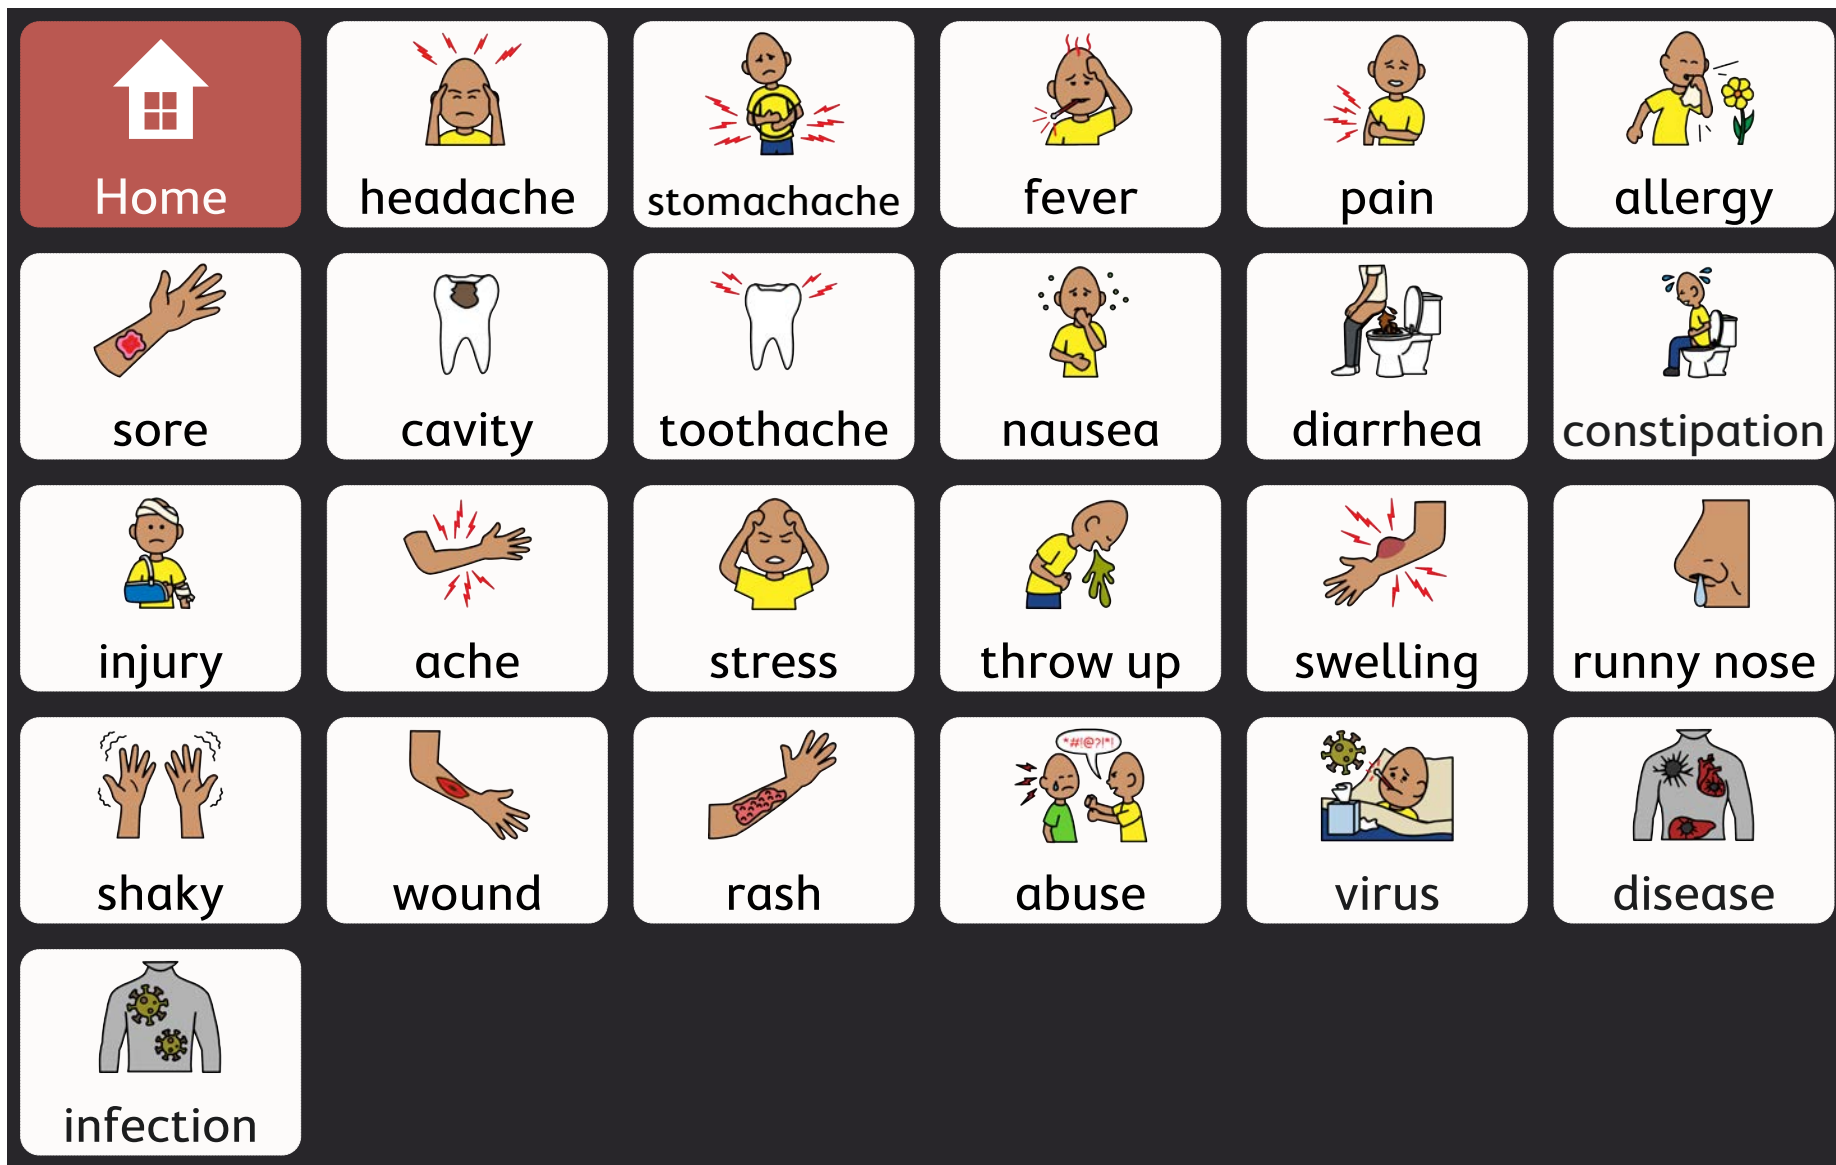 Home
headache
stomachache
fever
pain
allergy
sore
cavity
toothache
nausea
diarrhea
constipation
injury
ache
stress
throw up
swelling
runny nose
shaky
wound
rash
*#!@?!*!
abuse
virus
disease
infection